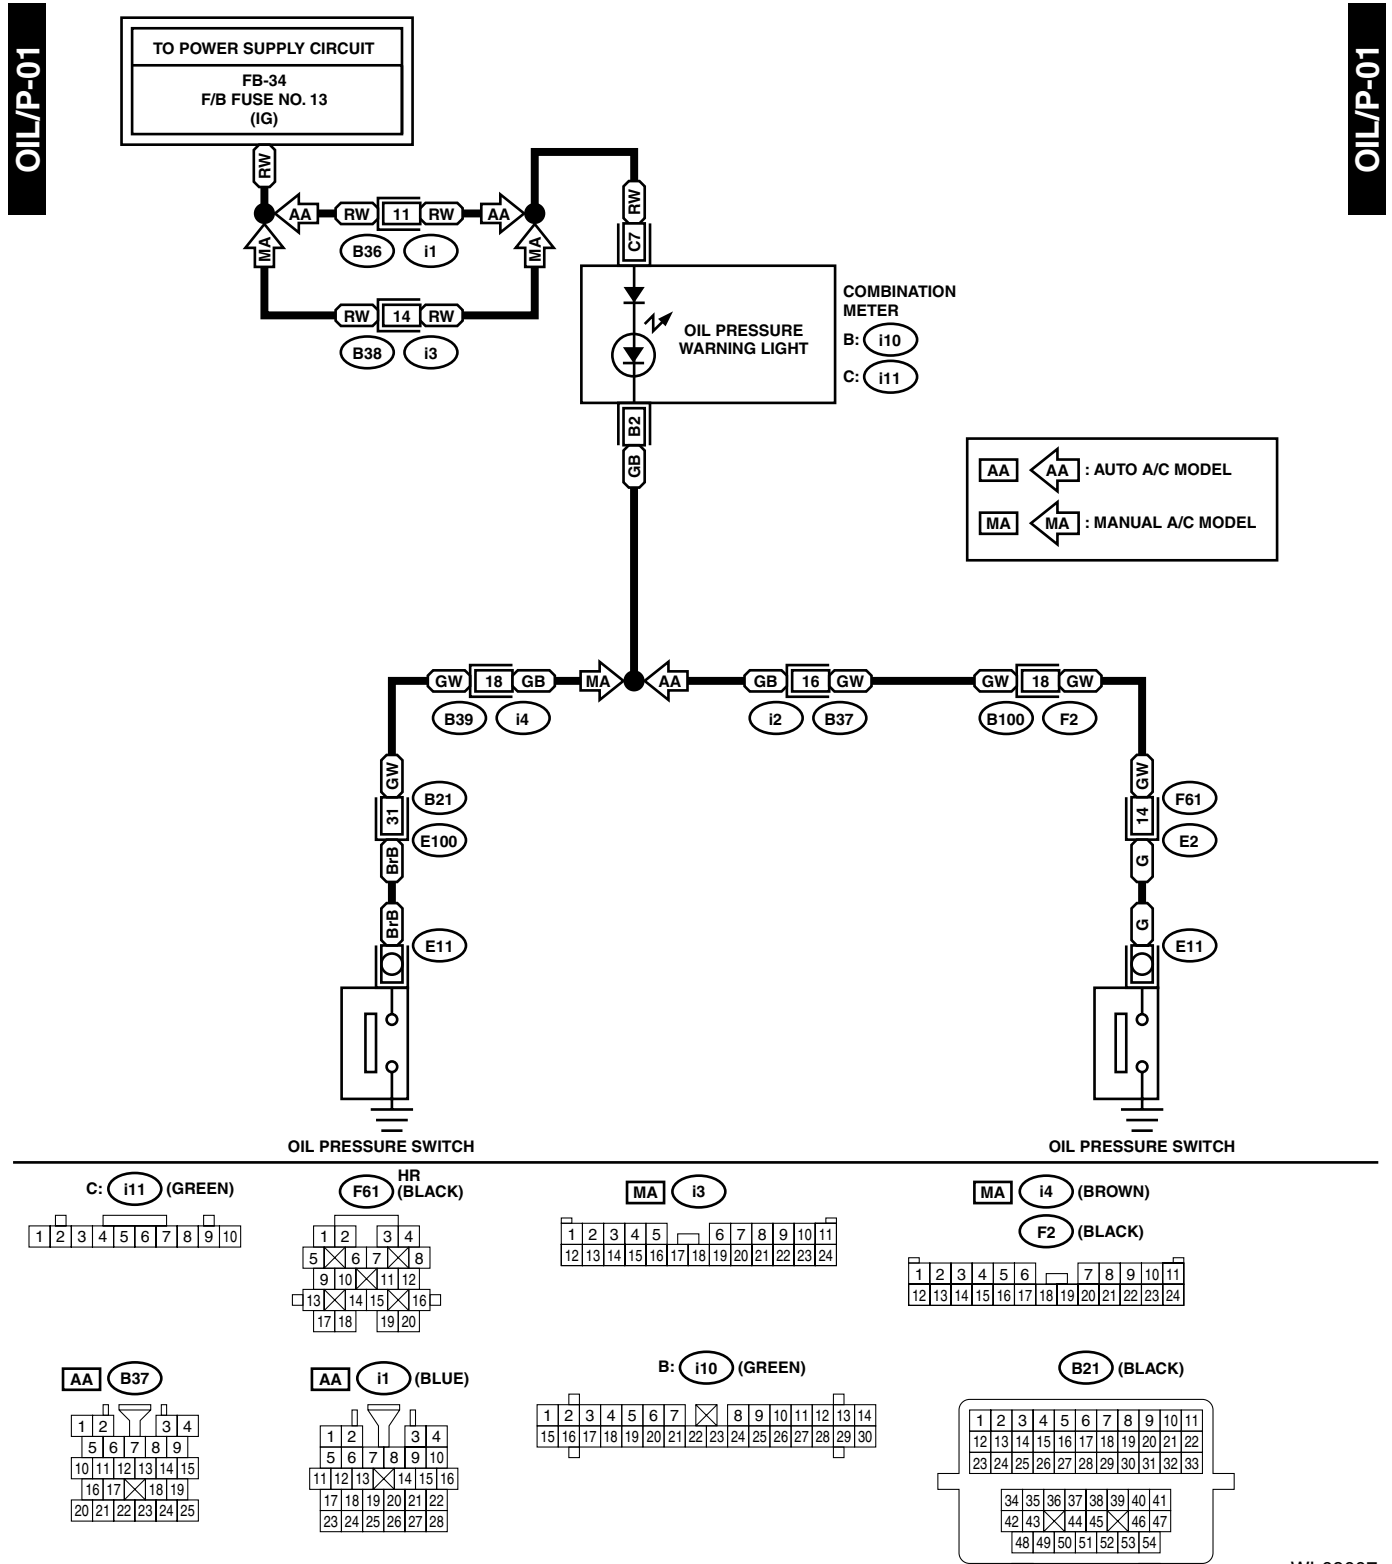 OIL/P-01
OIL/P-01
TO POWER SUPPLY CIRCUIT
FB-34
F/B FUSE NO. 13
(IG)
RW
AA RW 11 RW AA
B36 i1
MA MA
RW 14 RW
B38 i3
RW
C7
OIL PRESSURE
WARNING LIGHT
COMBINATION
METER
B: i10
C: i11
B2
GB
AA AA : AUTO A/C MODEL
MA MA : MANUAL A/C MODEL
GW 18 GB MA AA GB 16 GW GW 18 GW
B39 i4 i2 B37 B100 F2
GW GW
31 B21 14 F61
E100 E2
BrB G
BrB G
E11 E11
OIL PRESSURE SWITCH OIL PRESSURE SWITCH
C: i11 (GREEN)
1 2 3 4 5 6 7 8 9 10
F61 HR
(BLACK)
1 2 3 4
5 6 7 8
9 10 11 12
13 14 15 16
17 18 19 20
MA i3
1 2 3 4 5 6 7 8 9 10 11
12 13 14 15 16 17 18 19 20 21 22 23 24
MA i4 (BROWN)
F2 (BLACK)
1 2 3 4 5 6 7 8 9 10 11
12 13 14 15 16 17 18 19 20 21 22 23 24
AA B37
1 2 3 4
5 6 7 8 9
10 11 12 13 14 15
16 17 18 19
20 21 22 23 24 25
AA i1 (BLUE)
1 2 3 4
5 6 7 8 9 10
11 12 13 14 15 16
17 18 19 20 21 22
23 24 25 26 27 28
B: i10 (GREEN)
1 2 3 4 5 6 7 8 9 10 11 12 13 14
15 16 17 18 19 20 21 22 23 24 25 26 27 28 29 30
B21 (BLACK)
1 2 3 4 5 6 7 8 9 10 11
12 13 14 15 16 17 18 19 20 21 22
23 24 25 26 27 28 29 30 31 32 33
34 35 36 37 38 39 40 41
42 43 44 45 46 47
48 49 50 51 52 53 54